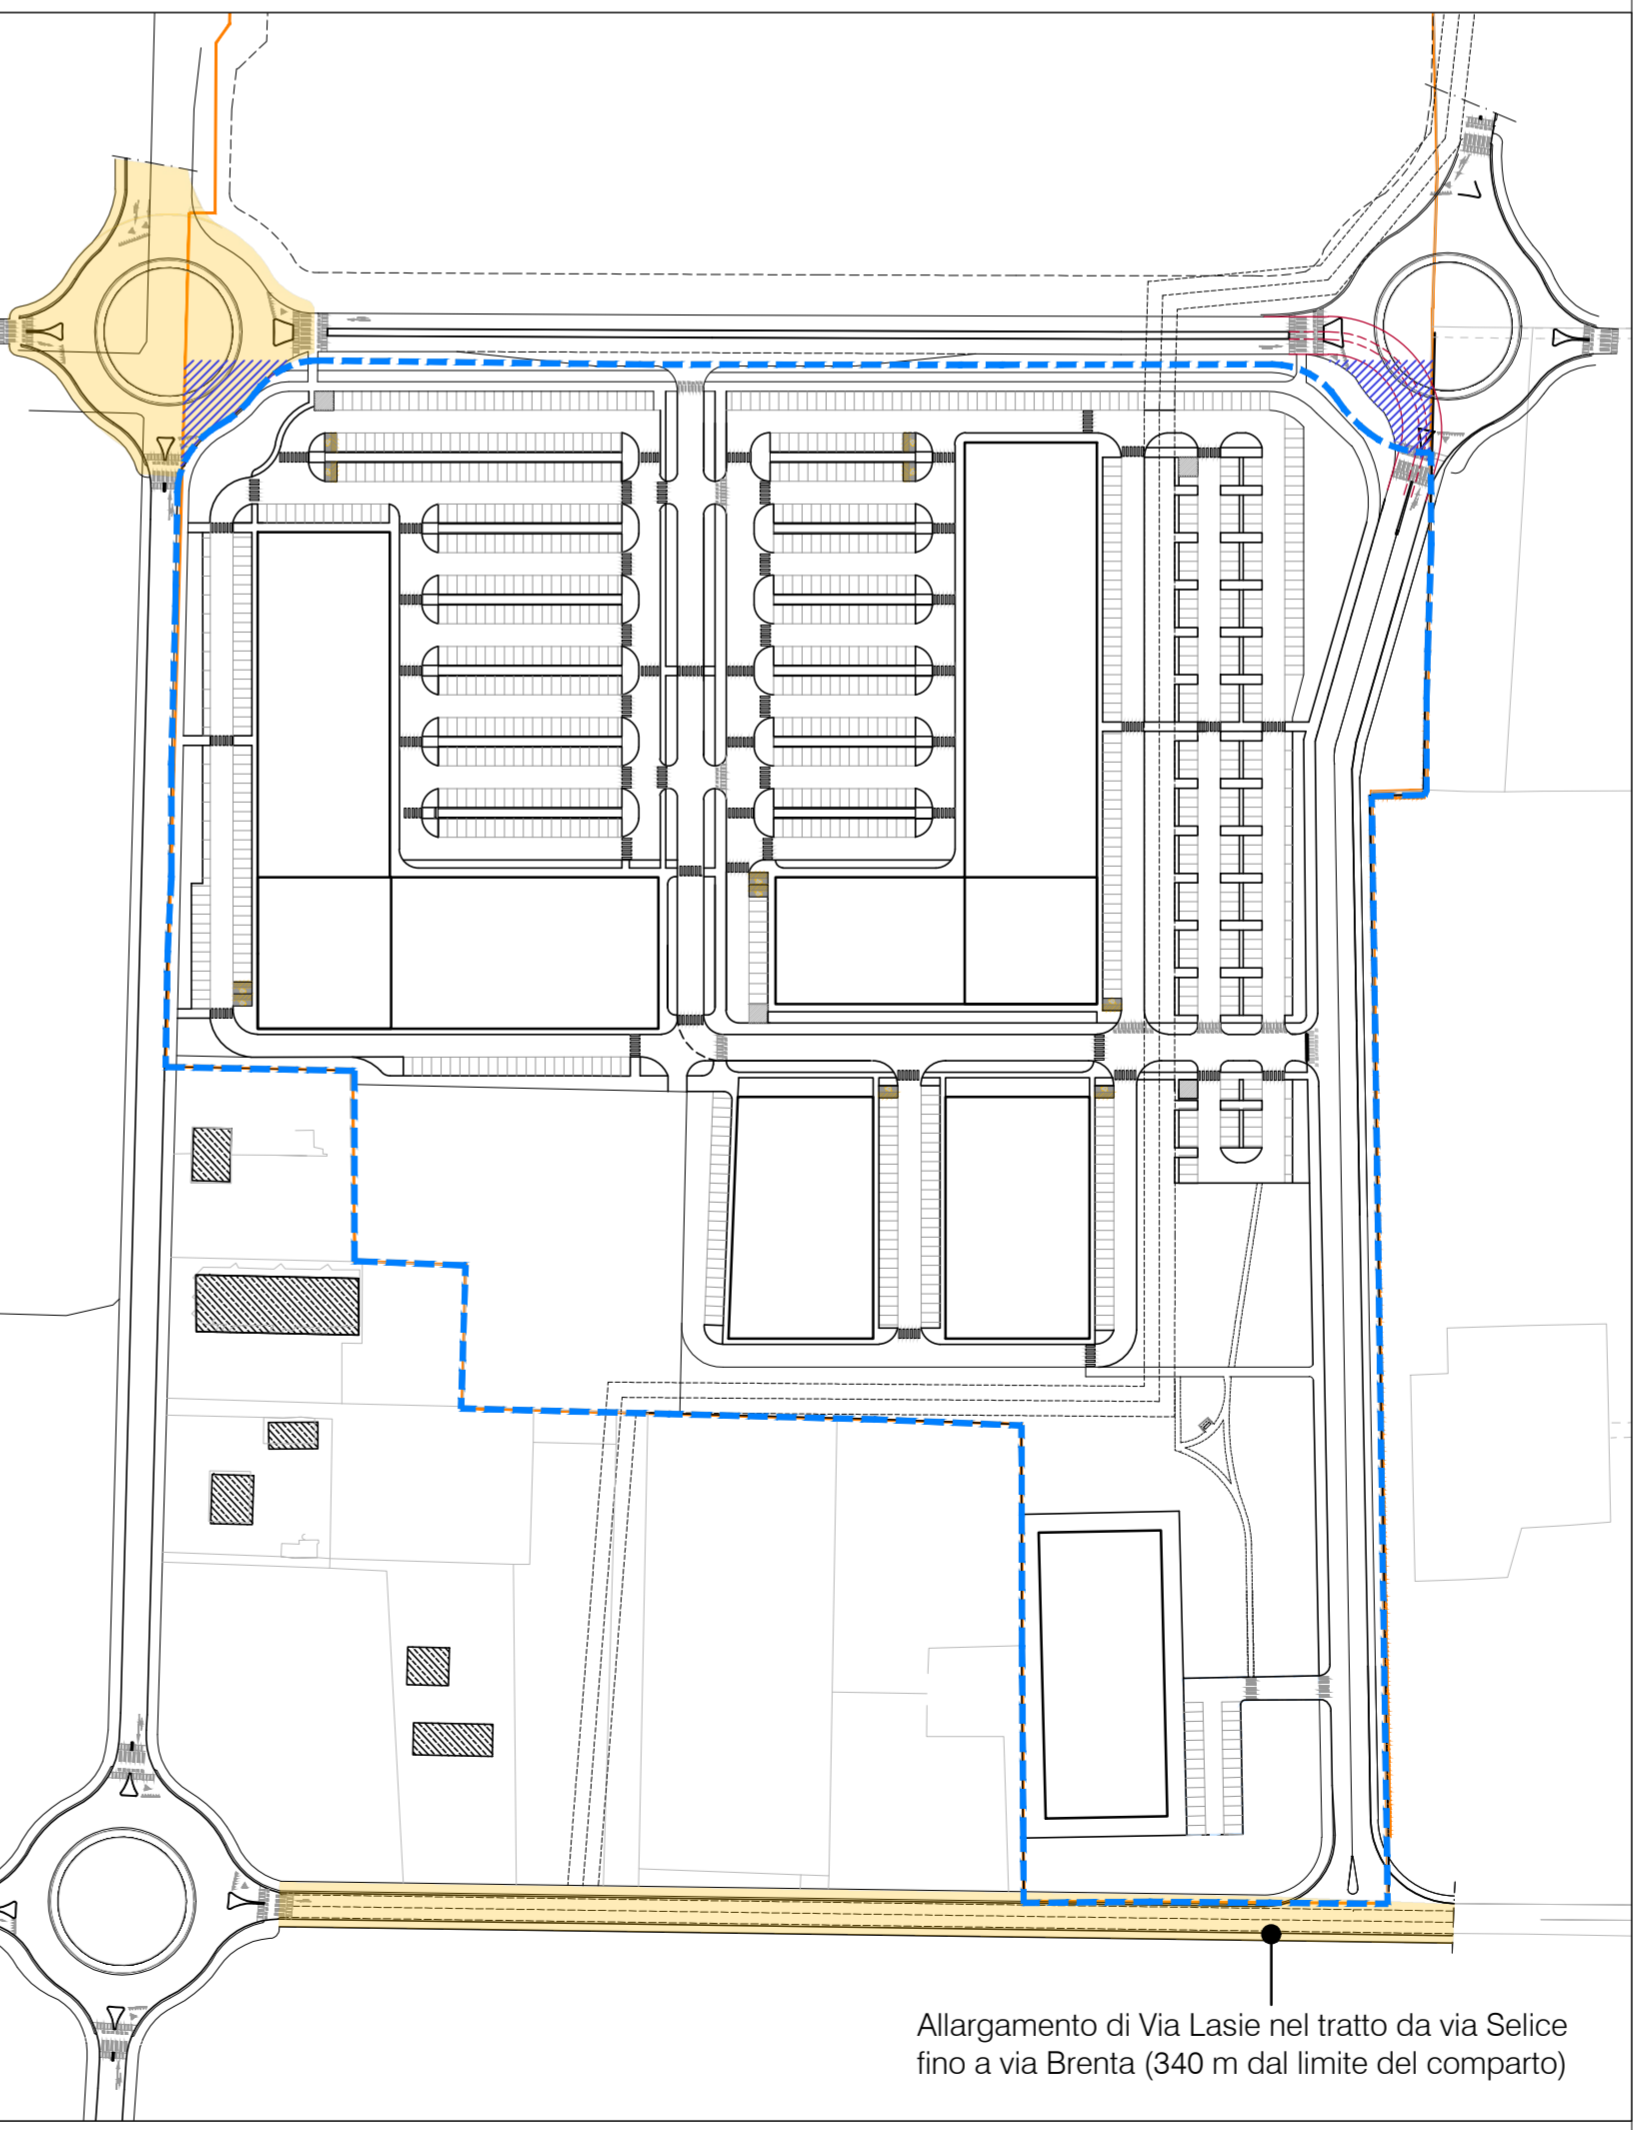 Allargamento di Via Lasie nel tratto da via Selice
fino a via Brenta (340 m dal limite del comparto)